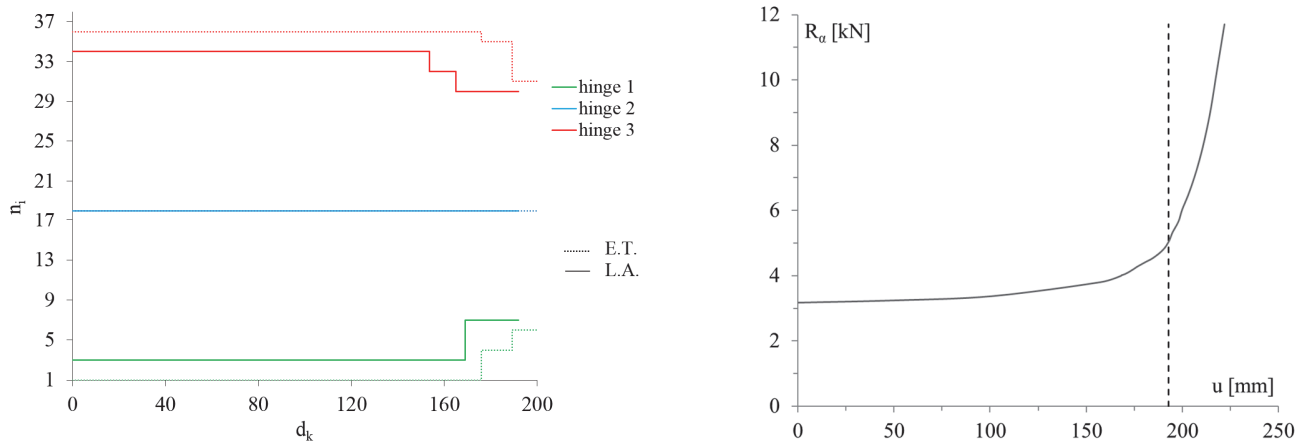 37
33
29
25
21
17
13
9
5
1
n_i
0 40 80 120 160 200
d_k
hinge 1
hinge 2
hinge 3
E.T.
L.A.
R_α [kN]
12
10
8
6
4
2
0
0 50 100 150 200 250
u [mm]